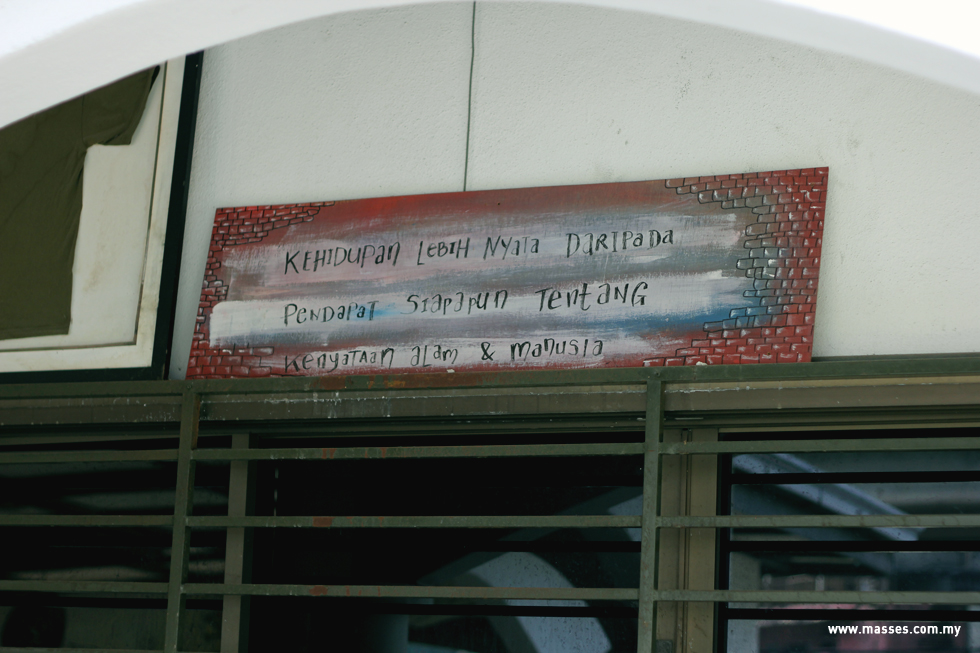 KEHIDUPan LEBIH NYata DaRIPaDa
PenDaPaT SIaPaPUn TentaNG
KenyaTaan aLam & manusia
www.masses.com.my